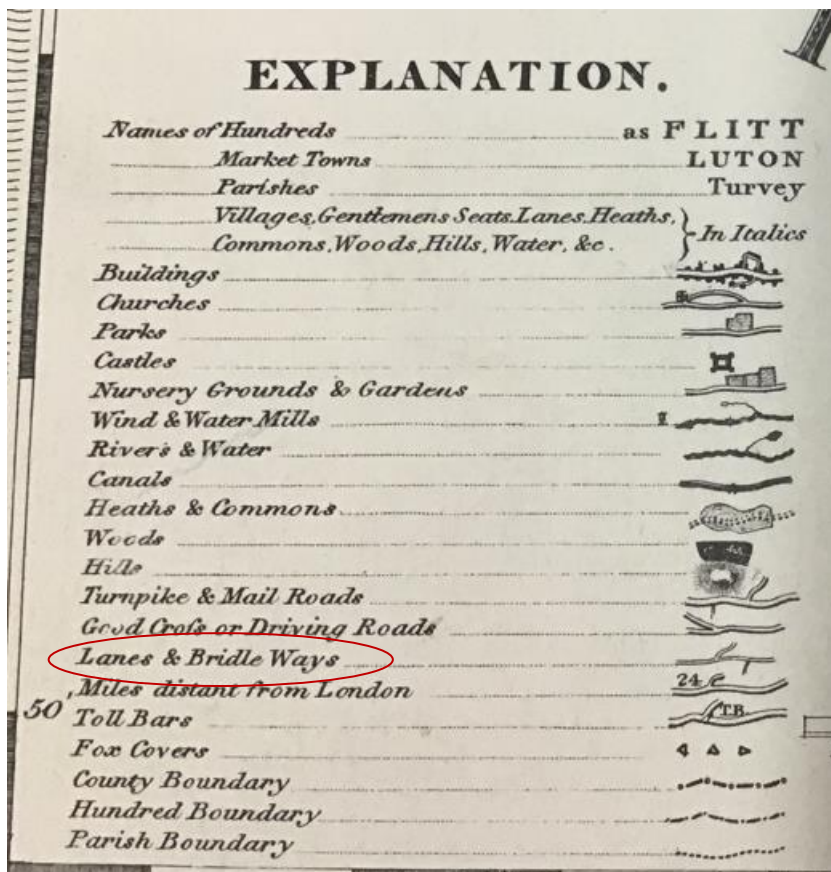 EXPLANATION.
Names of Hundreds as FLITT
Market Towns LUTON
Parishes Turvey
Villages, Gentlemens Seats, Lanes, Heaths,
Commons, Woods, Hills, Water, &c. } In Italics
Buildings
Churches
Parks
Castles
Nursery Grounds & Gardens
Wind & Water Mills
Rivers & Water
Canals
Heaths & Commons
Woods
Hills
Turnpike & Mail Roads
Good Croſs or Driving Roads
Lanes & Bridle Ways
Miles distant from London 24
50
Toll Bars T.B.
Fox Covers
County Boundary
Hundred Boundary
Parish Boundary